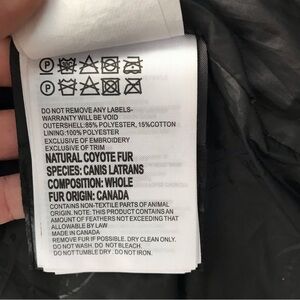 DO NOT REMOVE ANY LABELS-
WARRANTY WILL BE VOID
OUTERSHELL:85% POLYESTER, 15%COTTON
LINING:100% POLYESTER
EXCLUSIVE OF EMBROIDERY
EXCLUSIVE OF TRIM
NATURAL COYOTE FUR
SPECIES: CANIS LATRANS
COMPOSITION: WHOLE
FUR ORIGIN: CANADA
CONTAINS NON-TEXTILE PARTS OF ANIMAL
ORIGIN. NOTE: THIS PRODUCT CONTAINS AN
AMOUNT OF FEATHERS NOT EXCEEDING THAT
ALLOWABLE BY LAW
MADE IN CANADA
REMOVE FUR IF POSSIBLE. DRY CLEAN ONLY.
DO NOT WASH. DO NOT BLEACH.
DO NOT TUMBLE DRY. DO NOT IRON.